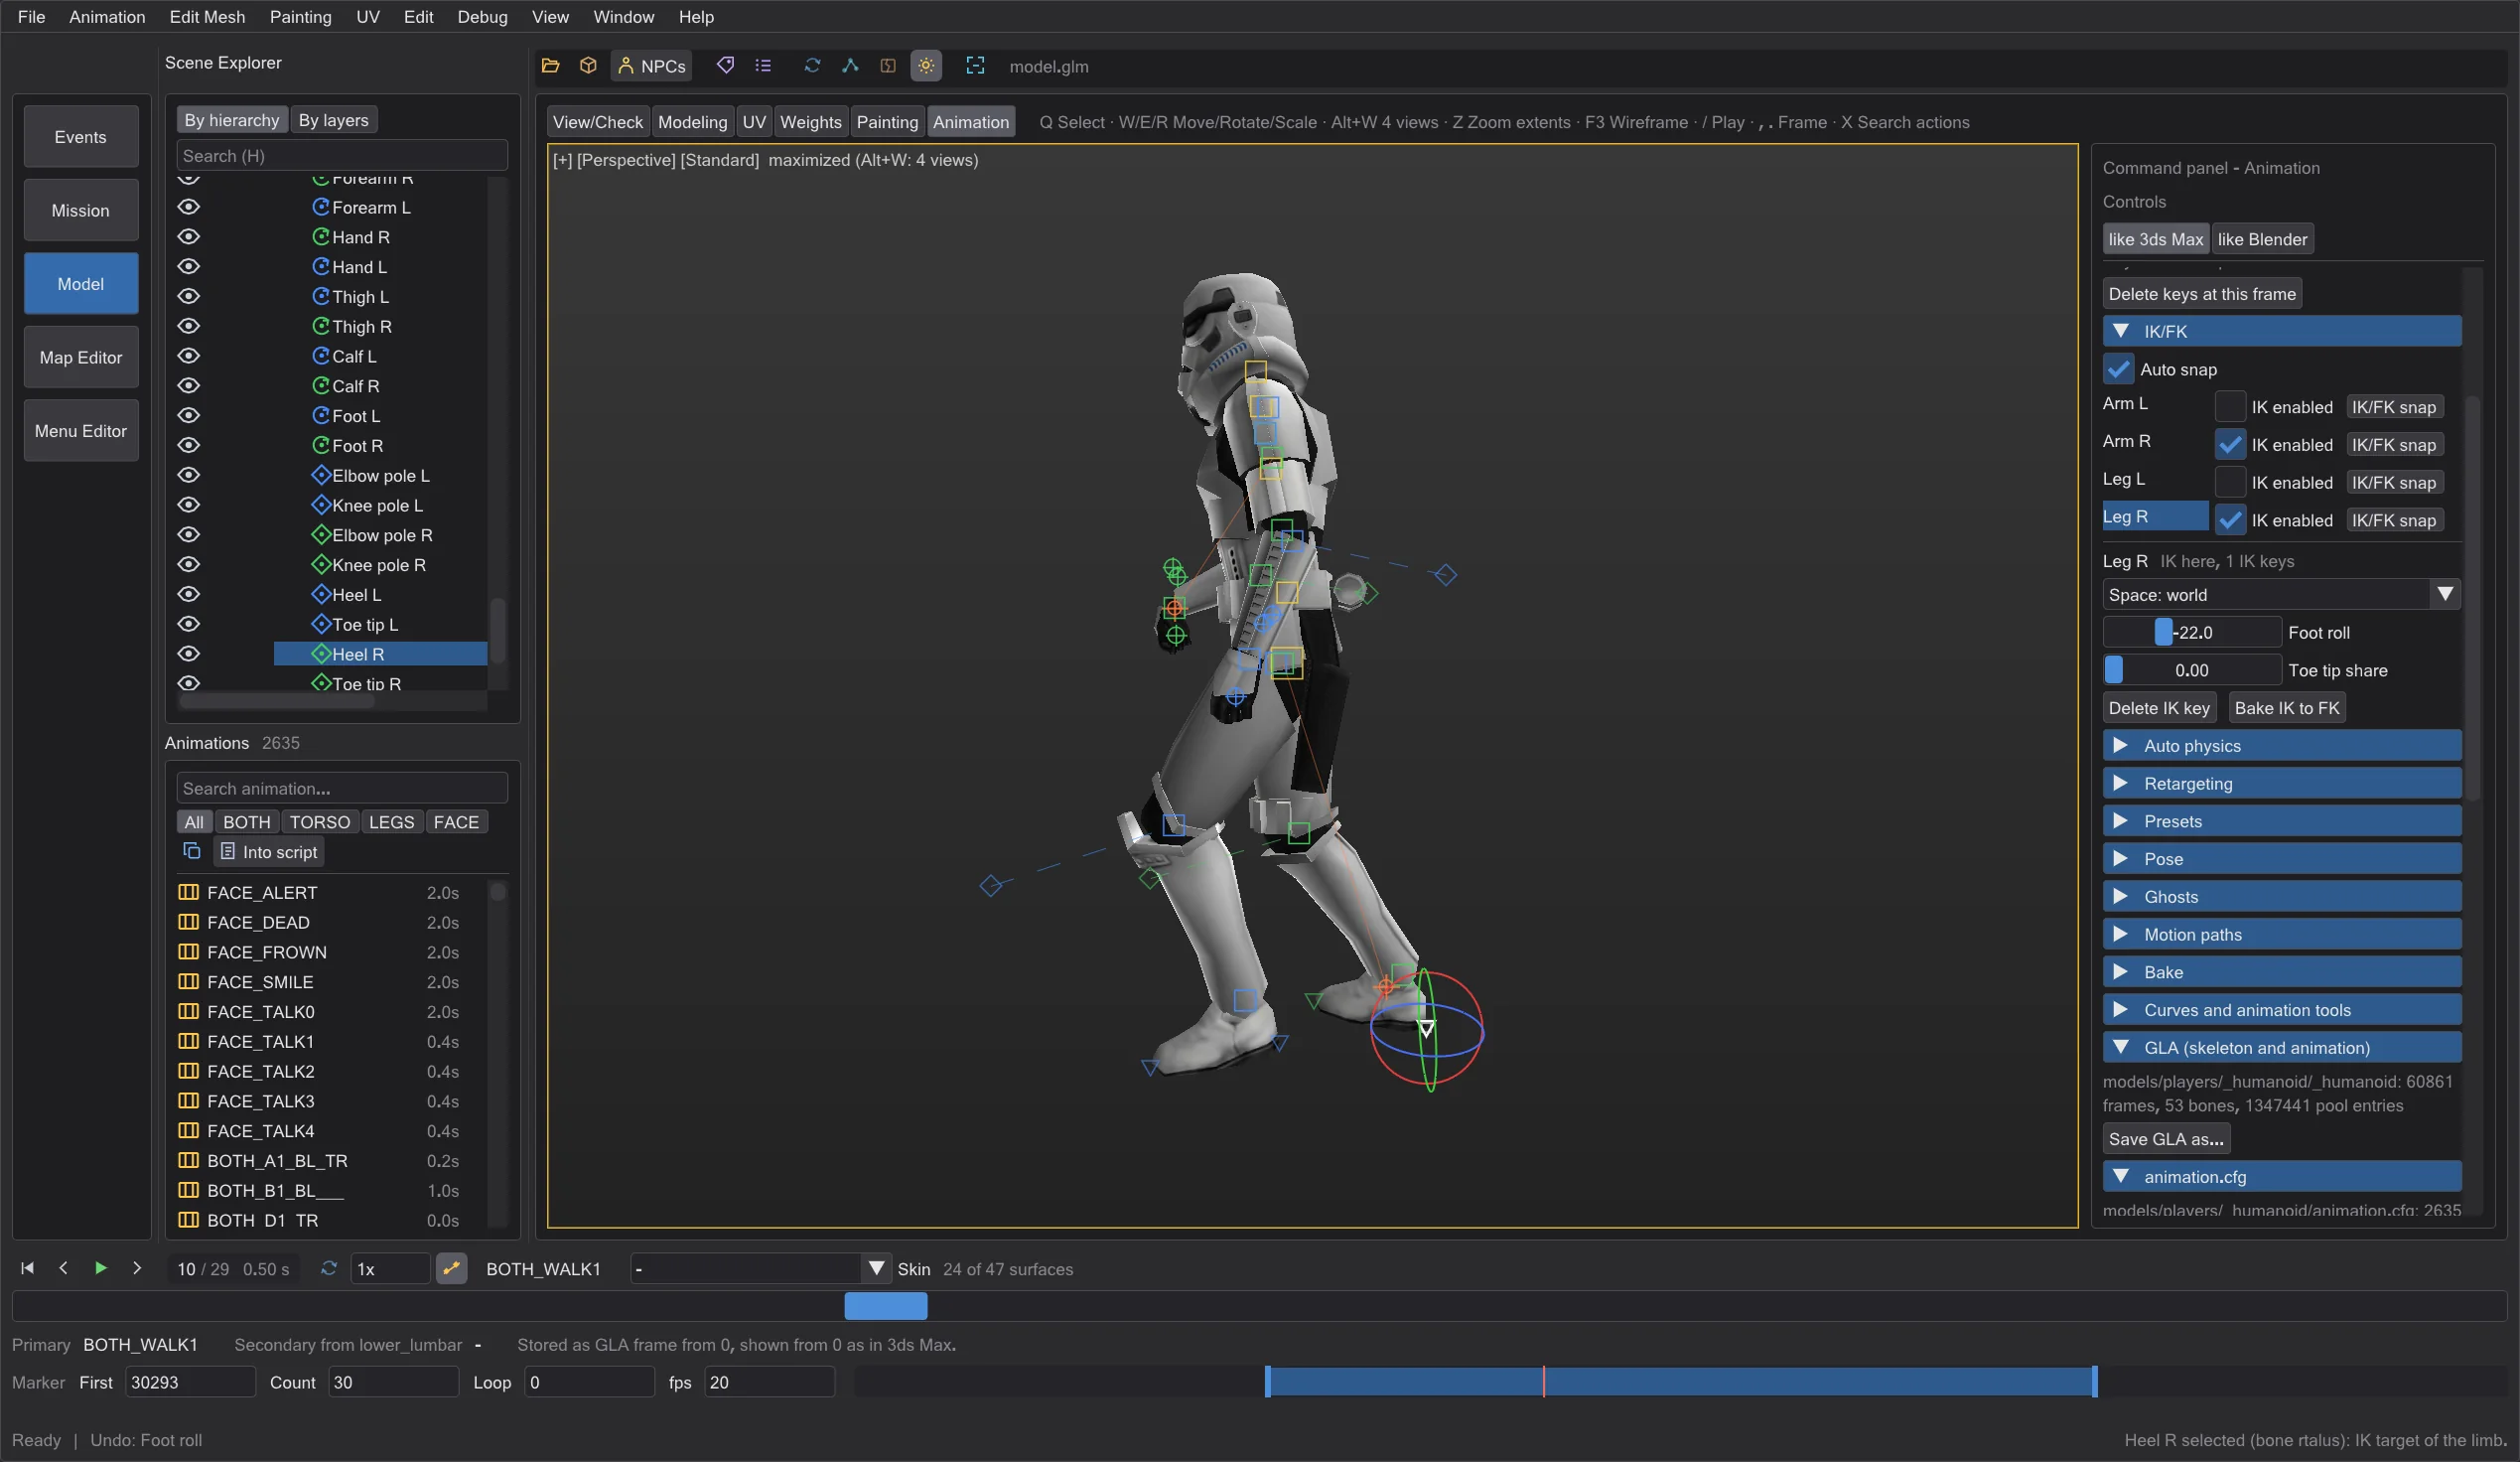 File Animation Edit Mesh Painting UV Edit Debug View Window Help
Scene Explorer
NPCs model.glm
Events
Mission
Model
Map Editor
Menu Editor
By hierarchy By layers
Search (H)
Forearm R
Forearm L
Hand R
Hand L
Thigh L
Thigh R
Calf L
Calf R
Foot L
Foot R
Elbow pole L
Knee pole L
Elbow pole R
Knee pole R
Heel L
Toe tip L
Heel R
Toe tip R
Animations 2635
Search animation...
All BOTH TORSO LEGS FACE
Into script
FACE_ALERT 2.0s
FACE_DEAD 2.0s
FACE_FROWN 2.0s
FACE_SMILE 2.0s
FACE_TALK0 2.0s
FACE_TALK1 0.4s
FACE_TALK2 0.4s
FACE_TALK3 0.4s
FACE_TALK4 0.4s
BOTH_A1_BL_TR 0.2s
BOTH_B1_BL___ 1.0s
BOTH_D1_TR 0.0s
View/Check Modeling UV Weights Painting Animation Q Select · W/E/R Move/Rotate/Scale · Alt+W 4 views · Z Zoom extents · F3 Wireframe · / Play · , . Frame · X Search actions
[+] [Perspective] [Standard] maximized (Alt+W: 4 views)
Command panel - Animation
Controls
like 3ds Max like Blender
Delete keys at this frame
IK/FK
Auto snap
Arm L IK enabled IK/FK snap
Arm R IK enabled IK/FK snap
Leg L IK enabled IK/FK snap
Leg R IK enabled IK/FK snap
Leg R IK here, 1 IK keys
Space: world
-22.0 Foot roll
0.00 Toe tip share
Delete IK key Bake IK to FK
Auto physics
Retargeting
Presets
Pose
Ghosts
Motion paths
Bake
Curves and animation tools
GLA (skeleton and animation)
models/players/_humanoid/_humanoid: 60861
frames, 53 bones, 1347441 pool entries
Save GLA as...
animation.cfg
models/players/_humanoid/animation.cfg: 2635
10 / 29 0.50 s 1x BOTH_WALK1 - Skin 24 of 47 surfaces
Primary BOTH_WALK1 Secondary from lower_lumbar - Stored as GLA frame from 0, shown from 0 as in 3ds Max.
Marker First 30293 Count 30 Loop 0 fps 20
Ready | Undo: Foot roll
Heel R selected (bone rtalus): IK target of the limb.